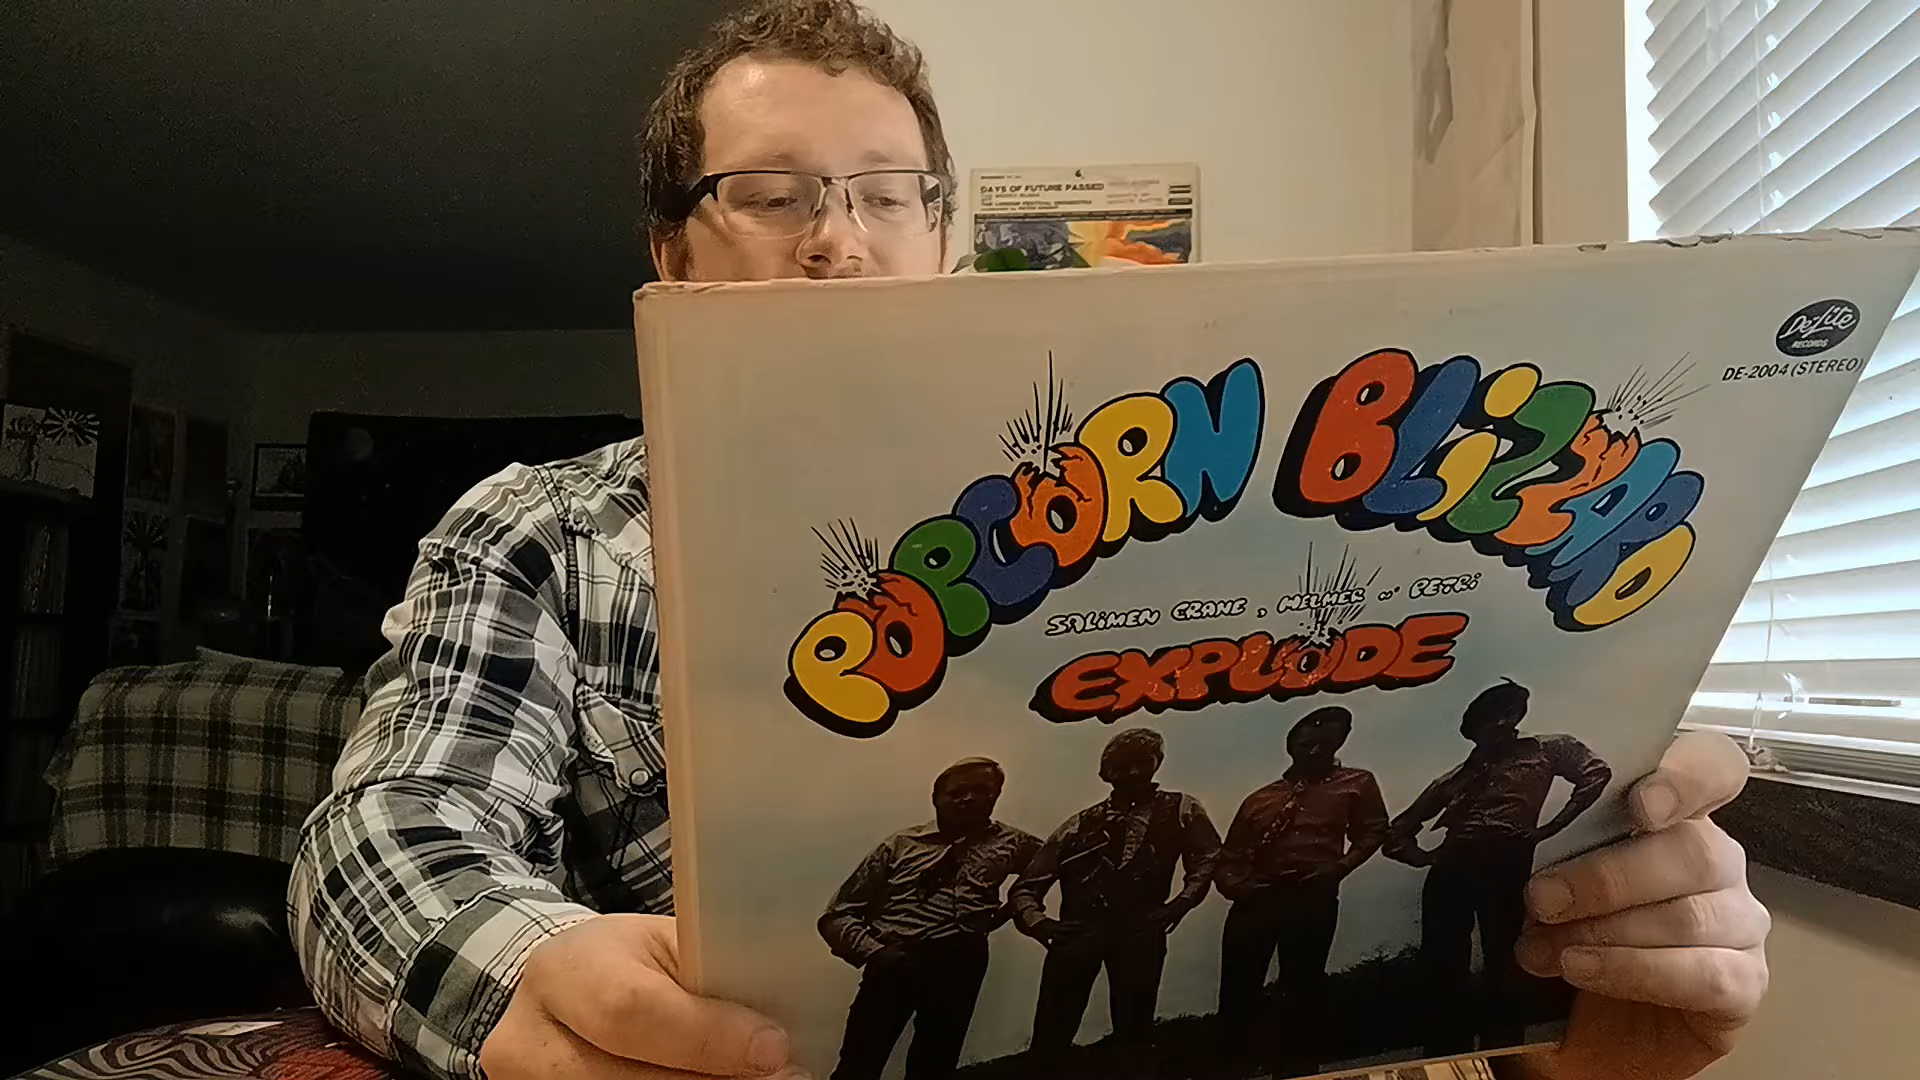 DAYS OF FUTURE PASSED
De-Lite
RECORDS
DE-2004 (STEREO)
POPCORN BLiZZARD
SALiMEN CRANE, MELMER N' PETRi
EXPLODE